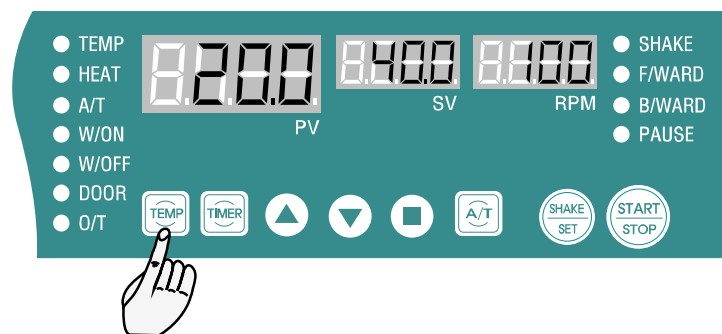 TEMP
HEAT
A/T
W/ON
W/OFF
DOOR
O/T
20.0
PV
40.0
SV
100
RPM
SHAKE
F/WARD
B/WARD
PAUSE
TEMP
TIMER
A/T
SHAKE
SET
START
STOP